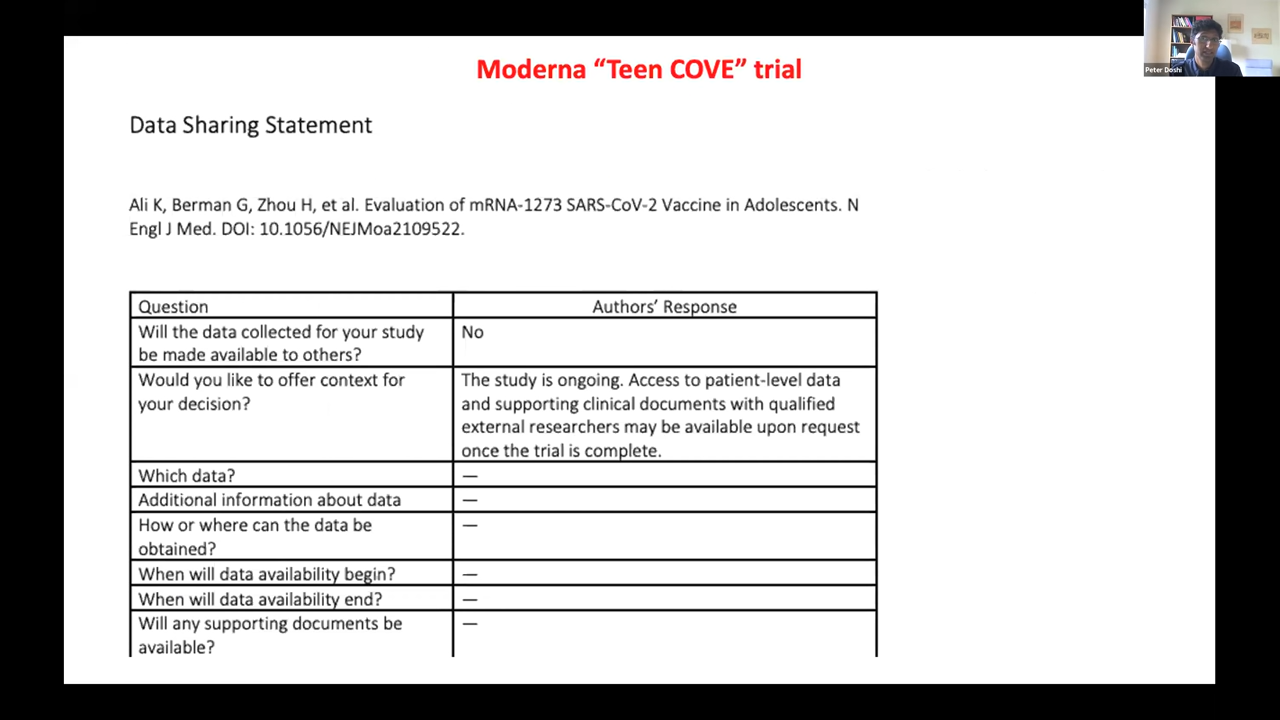 Moderna “Teen COVE” trial
Peter Doshi
Data Sharing Statement
Ali K, Berman G, Zhou H, et al. Evaluation of mRNA-1273 SARS-CoV-2 Vaccine in Adolescents. N
Engl J Med. DOI: 10.1056/NEJMoa2109522.
Question
Authors’ Response
Will the data collected for your study
be made available to others?
No
Would you like to offer context for
your decision?
The study is ongoing. Access to patient-level data
and supporting clinical documents with qualified
external researchers may be available upon request
once the trial is complete.
Which data?
—
Additional information about data
—
How or where can the data be
obtained?
—
When will data availability begin?
—
When will data availability end?
—
Will any supporting documents be
available?
—